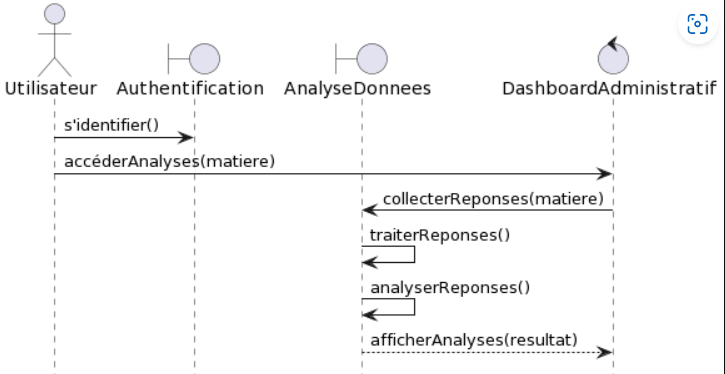 Utilisateur Authentification AnalyseDonnees DashboardAdministratif
s'identifier()
accéderAnalyses(matiere)
collecterReponses(matiere)
traiterReponses()
analyserReponses()
afficherAnalyses(resultat)